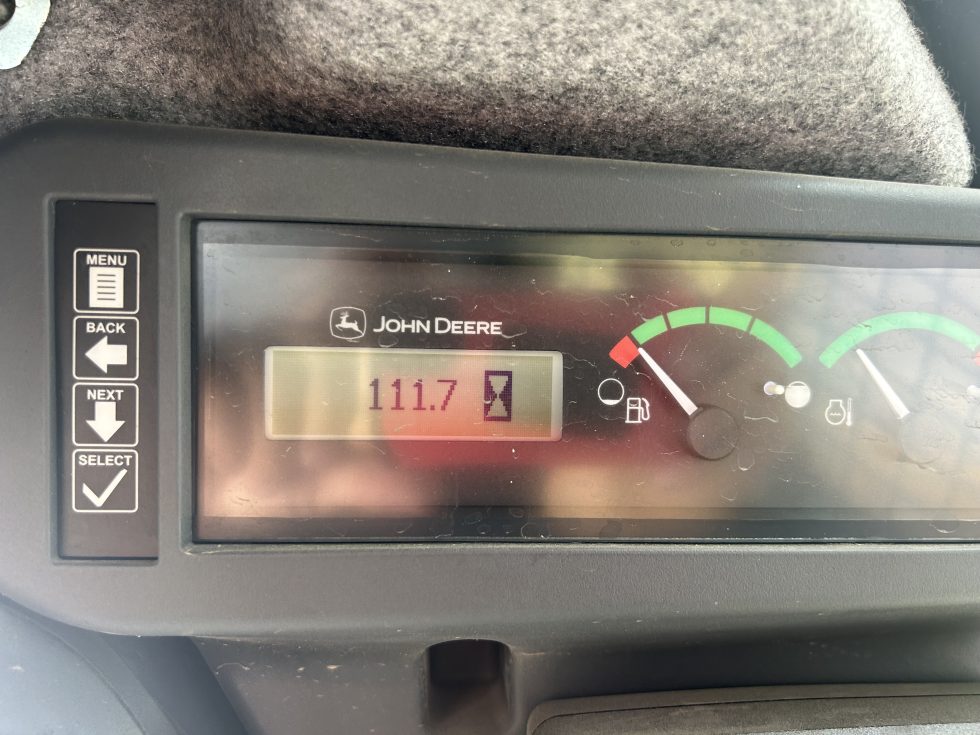 MENU
BACK
NEXT
SELECT
JOHN DEERE
111.7